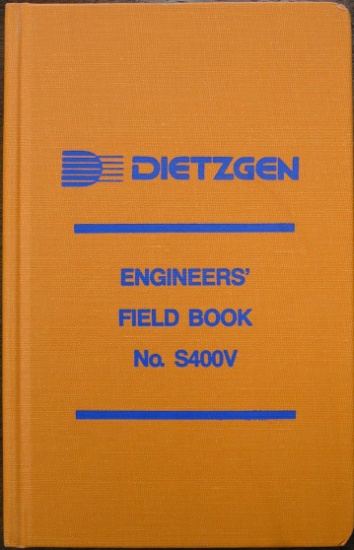 DIETZGEN
ENGINEERS'
FIELD BOOK
No. S400V